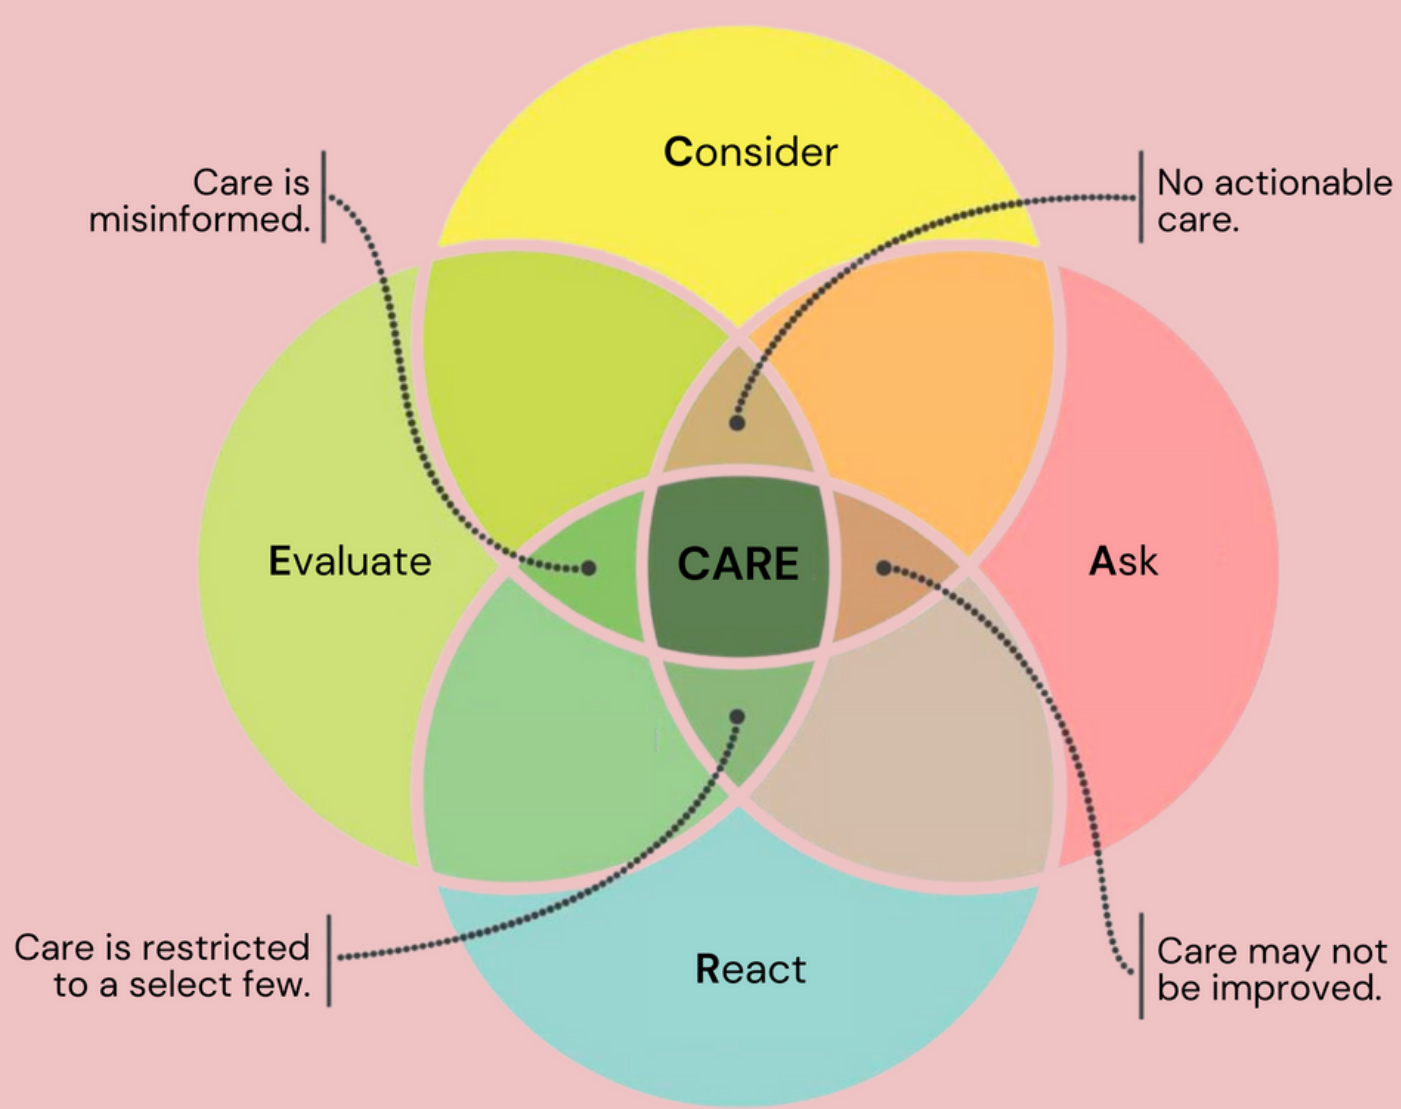 Consider
Care is
misinformed.
No actionable
care.
Evaluate
CARE
Ask
Care is restricted
to a select few.
React
Care may not
be improved.